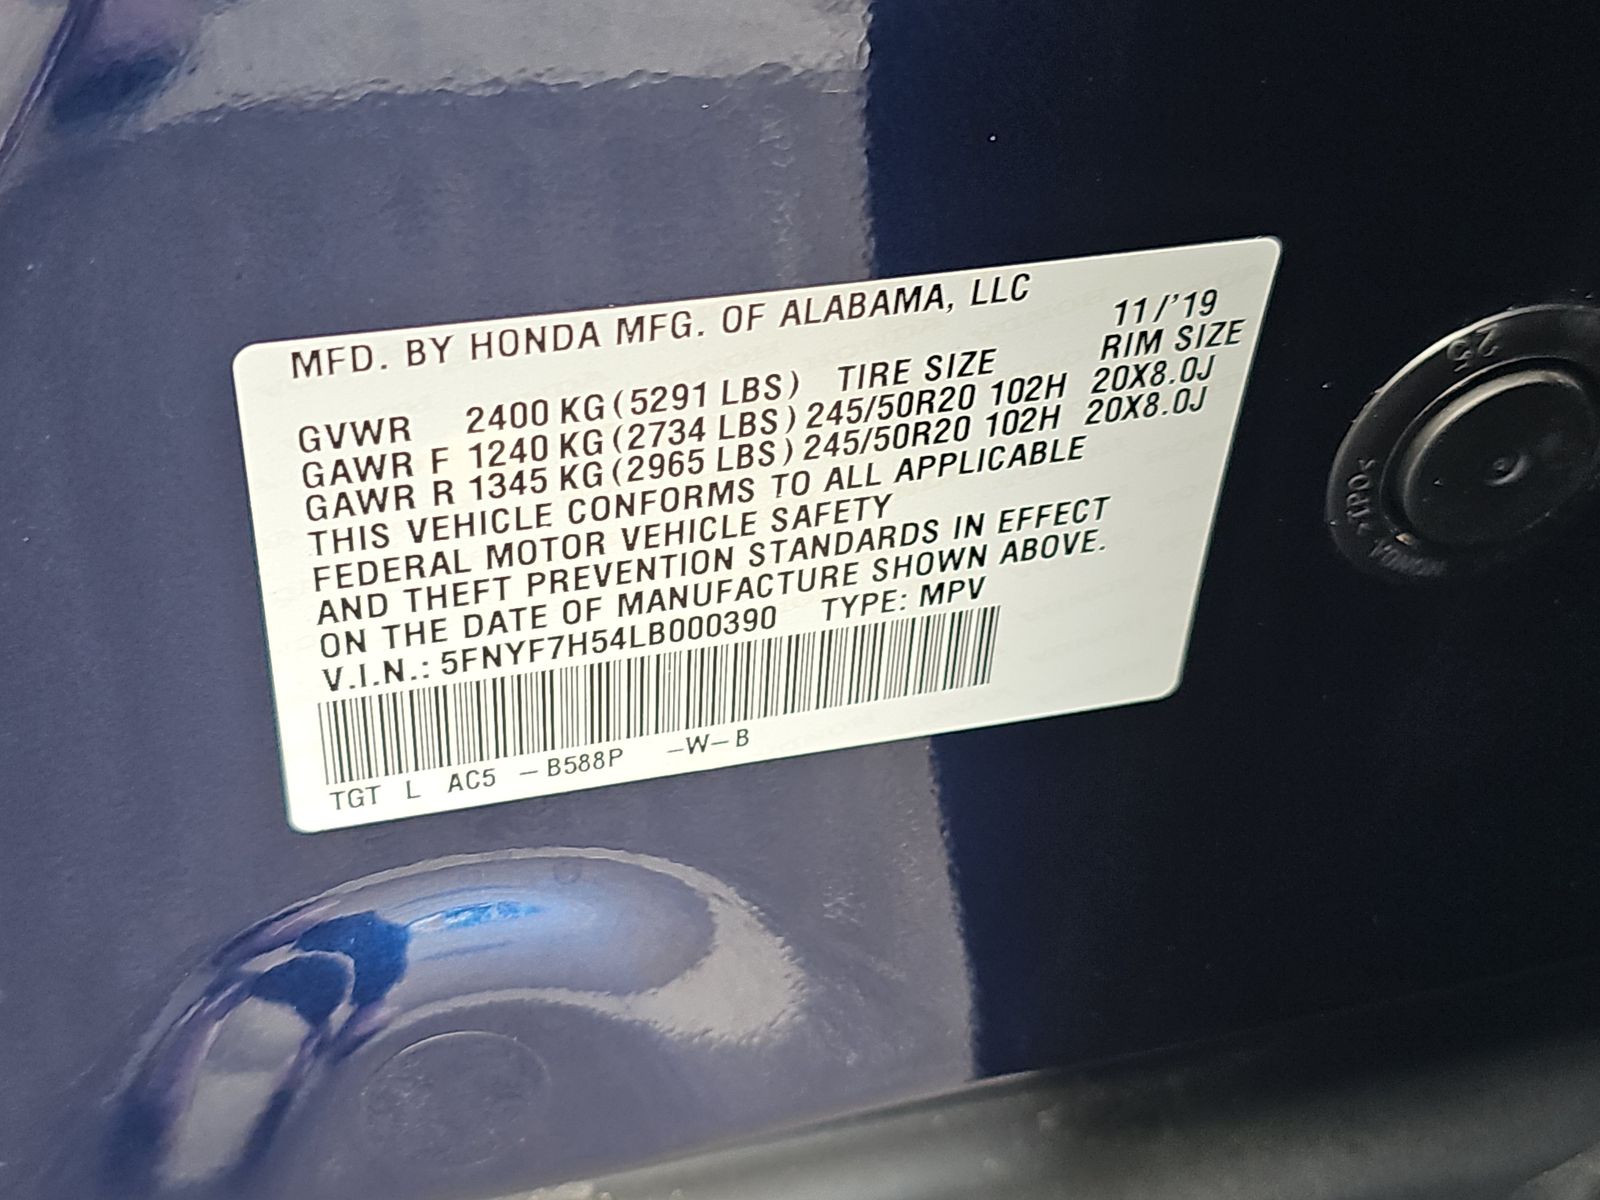 MFD. BY HONDA MFG. OF ALABAMA, LLC 11/'19
GVWR 2400 KG (5291 LBS) TIRE SIZE RIM SIZE
GAWR F 1240 KG (2734 LBS) 245/50R20 102H 20X8.0J
GAWR R 1345 KG (2965 LBS) 245/50R20 102H 20X8.0J
THIS VEHICLE CONFORMS TO ALL APPLICABLE
FEDERAL MOTOR VEHICLE SAFETY
AND THEFT PREVENTION STANDARDS IN EFFECT
ON THE DATE OF MANUFACTURE SHOWN ABOVE.
V.I.N.: 5FNYF7H54LB000390 TYPE: MPV
TGT L AC5 – B588P –W–B
25